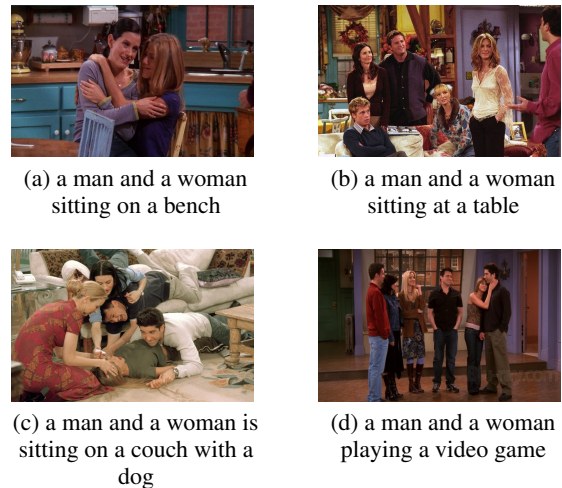 (a) a man and a woman
sitting on a bench
(b) a man and a woman
sitting at a table
(c) a man and a woman is
sitting on a couch with a
dog
(d) a man and a woman
playing a video game